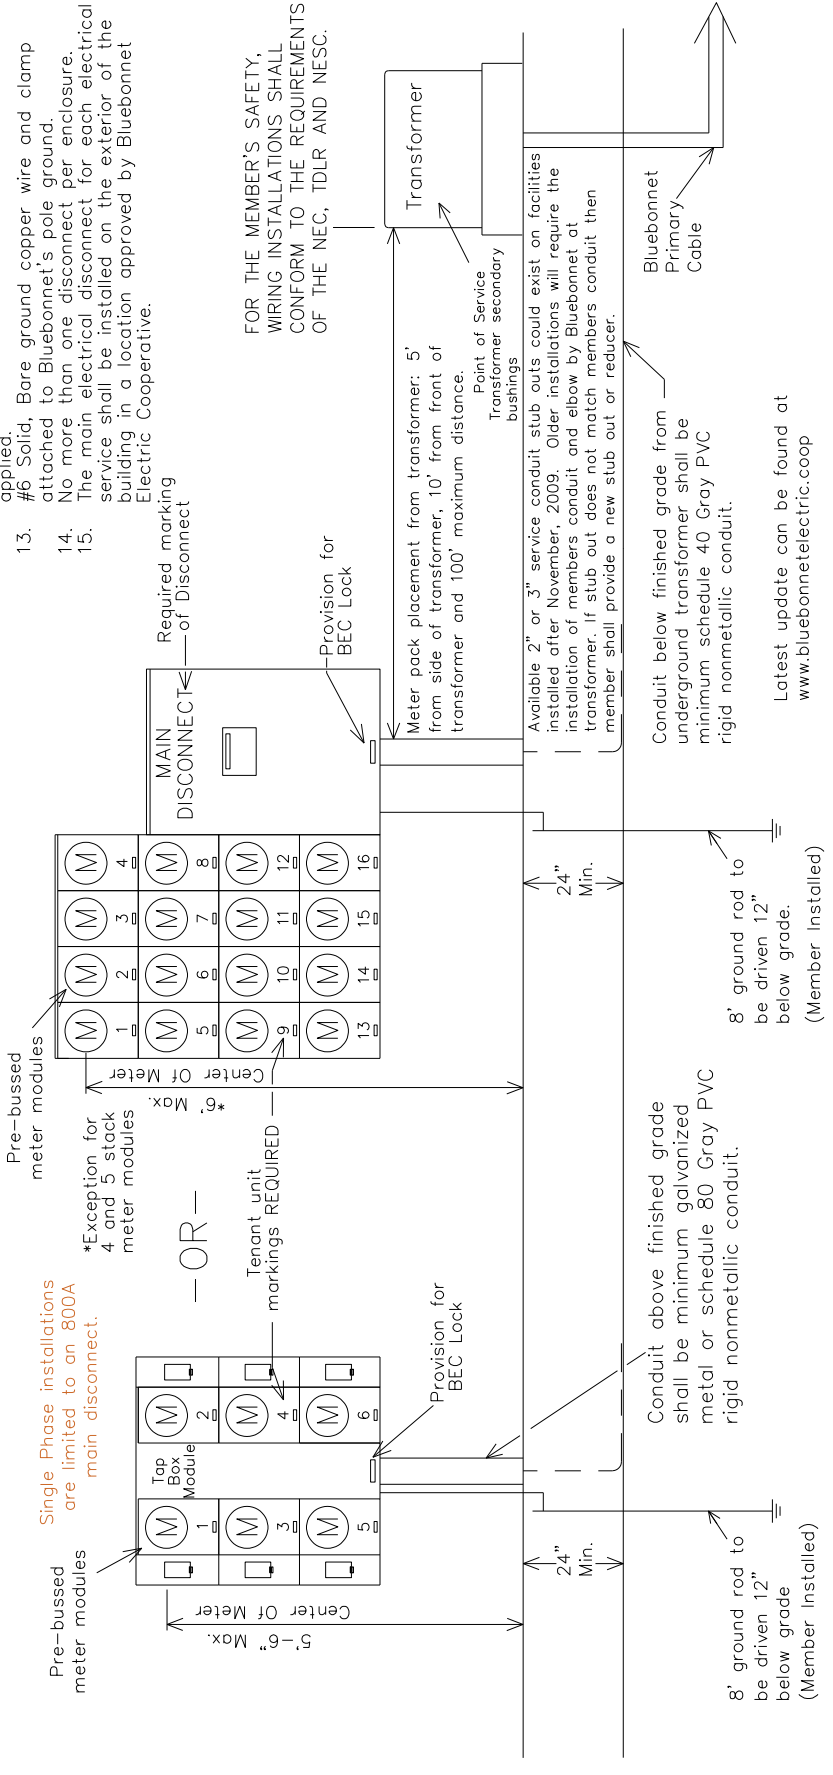 applied.
13. #6 Solid, Bare ground copper wire and clamp
attached to Bluebonnet's pole ground.
14. No more than one disconnect per enclosure.
15. The main electrical disconnect for each electrical
service shall be installed on the exterior of the
building in a location approved by Bluebonnet
Electric Cooperative.
FOR THE MEMBER'S SAFETY,
WIRING INSTALLATIONS SHALL
CONFORM TO THE REQUIREMENTS
OF THE NEC, TDLR AND NESC.
Single Phase installations
are limited to an 800A
main disconnect.
Pre-bussed
meter modules
Tap
Box
Module
M
1
M
2
M
3
M
4
M
5
M
6
5'-6" Max.
Center Of Meter
Provision for
BEC Lock
-OR-
Tenant unit
markings REQUIRED
*Exception for
4 and 5 stack
meter modules
Pre-bussed
meter modules
*6' Max.
Center Of Meter
M
1
M
2
M
3
M
4
M
5
M
6
M
7
M
8
M
9
M
10
M
11
M
12
M
13
M
14
M
15
M
16
MAIN
DISCONNECT
Required marking
of Disconnect
Provision for
BEC Lock
Meter pack placement from transformer: 5'
from side of transformer, 10' from front of
transformer and 100' maximum distance.
Transformer
Point of Service
Transformer secondary
bushings
Available 2" or 3" service conduit stub outs could exist on facilities
installed after November, 2009. Older installations will require the
installation of members conduit and elbow by Bluebonnet at
transformer. If stub out does not match members conduit then
member shall provide a new stub out or reducer.
24"
Min.
24"
Min.
8' ground rod to
be driven 12"
below grade
(Member Installed)
Conduit above finished grade
shall be minimum galvanized
metal or schedule 80 Gray PVC
rigid nonmetallic conduit.
8' ground rod to
be driven 12"
below grade.
(Member Installed)
Conduit below finished grade from
underground transformer shall be
minimum schedule 40 Gray PVC
rigid nonmetallic conduit.
Bluebonnet
Primary
Cable
Latest update can be found at
www.bluebonnetelectric.coop